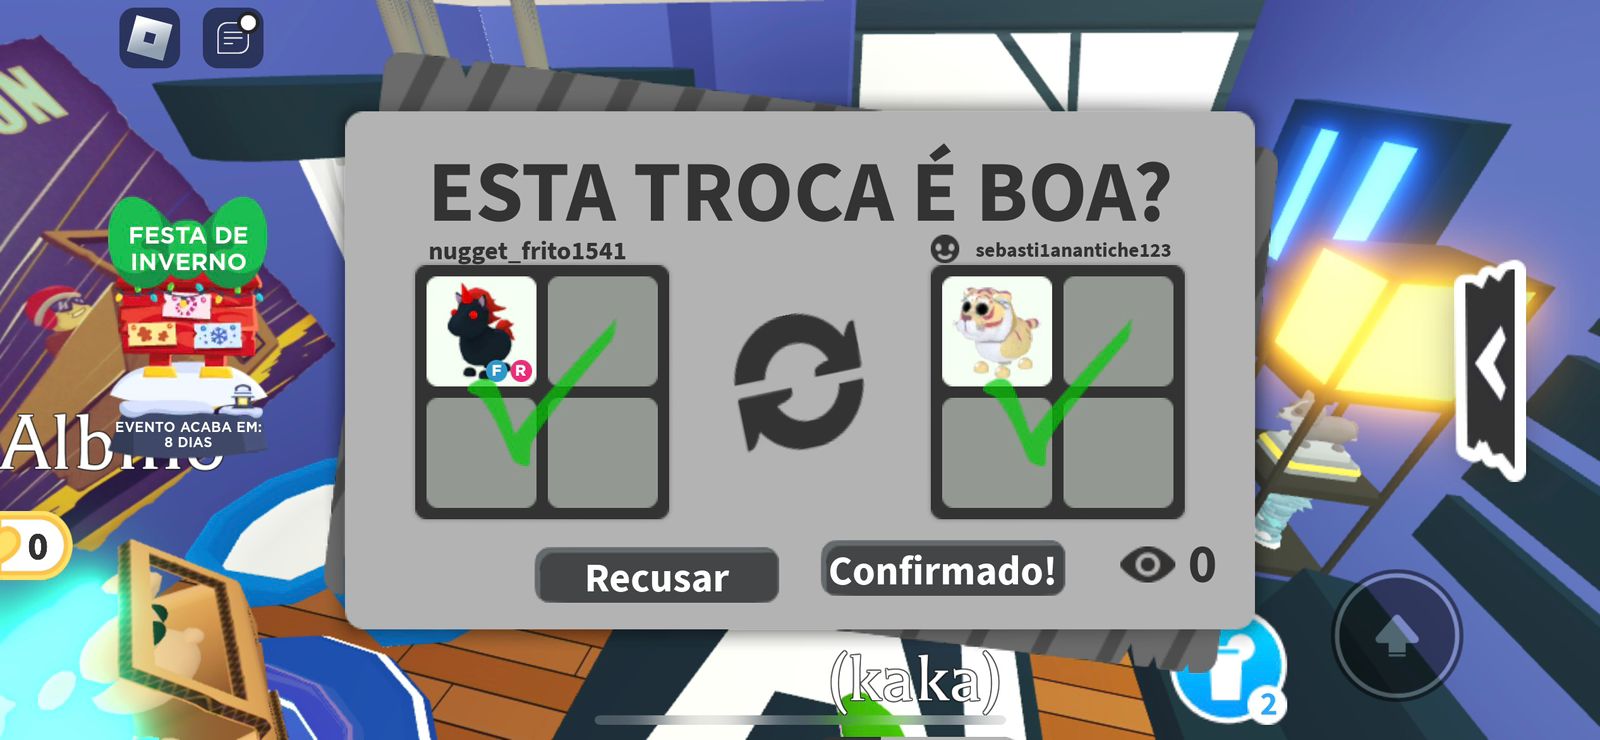 ESTA TROCA É BOA?
nugget_frito1541
sebasti1anantiche123
FESTA DE
INVERNO
F R
EVENTO ACABA EM:
8 DIAS
0
Recusar
Confirmado!
0
(kaka)
2